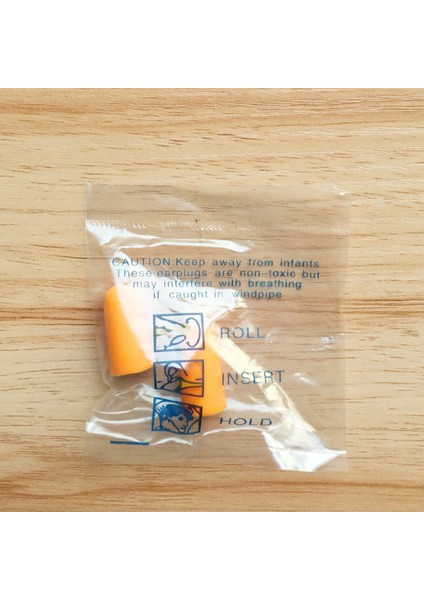 CAUTION:Keep away from infants
These earplugs are non-toxic but
may interfere with breathing
if caught in windpipe
ROLL
INSERT
HOLD